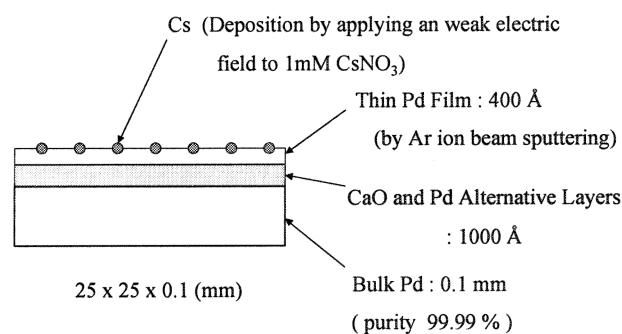 Cs (Deposition by applying an weak electric
field to 1mM CsNO₃)
Thin Pd Film : 400 Å
(by Ar ion beam sputtering)
CaO and Pd Alternative Layers
: 1000 Å
Bulk Pd : 0.1 mm
( purity 99.99 % )
25 x 25 x 0.1 (mm)